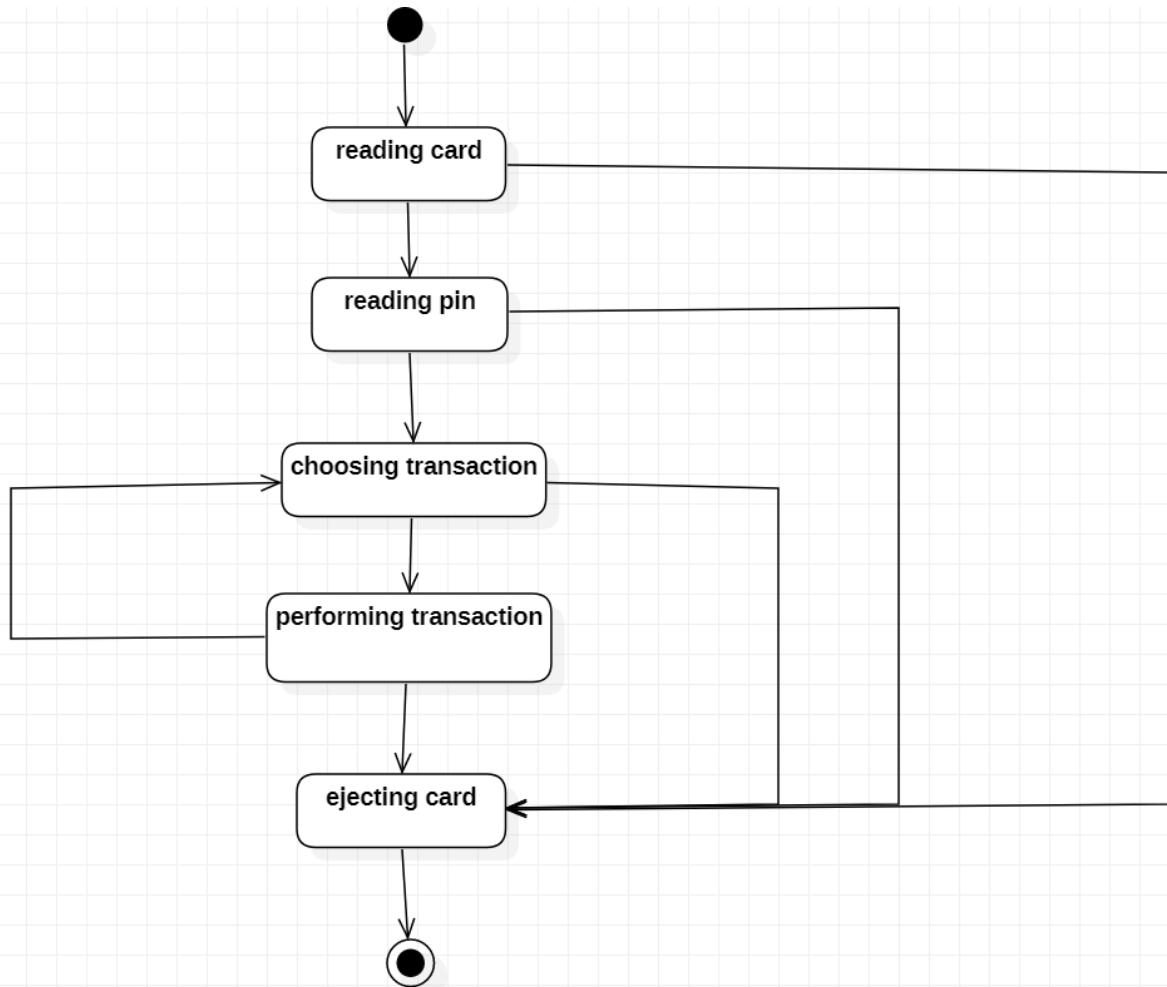 reading card
reading pin
choosing transaction
performing transaction
ejecting card